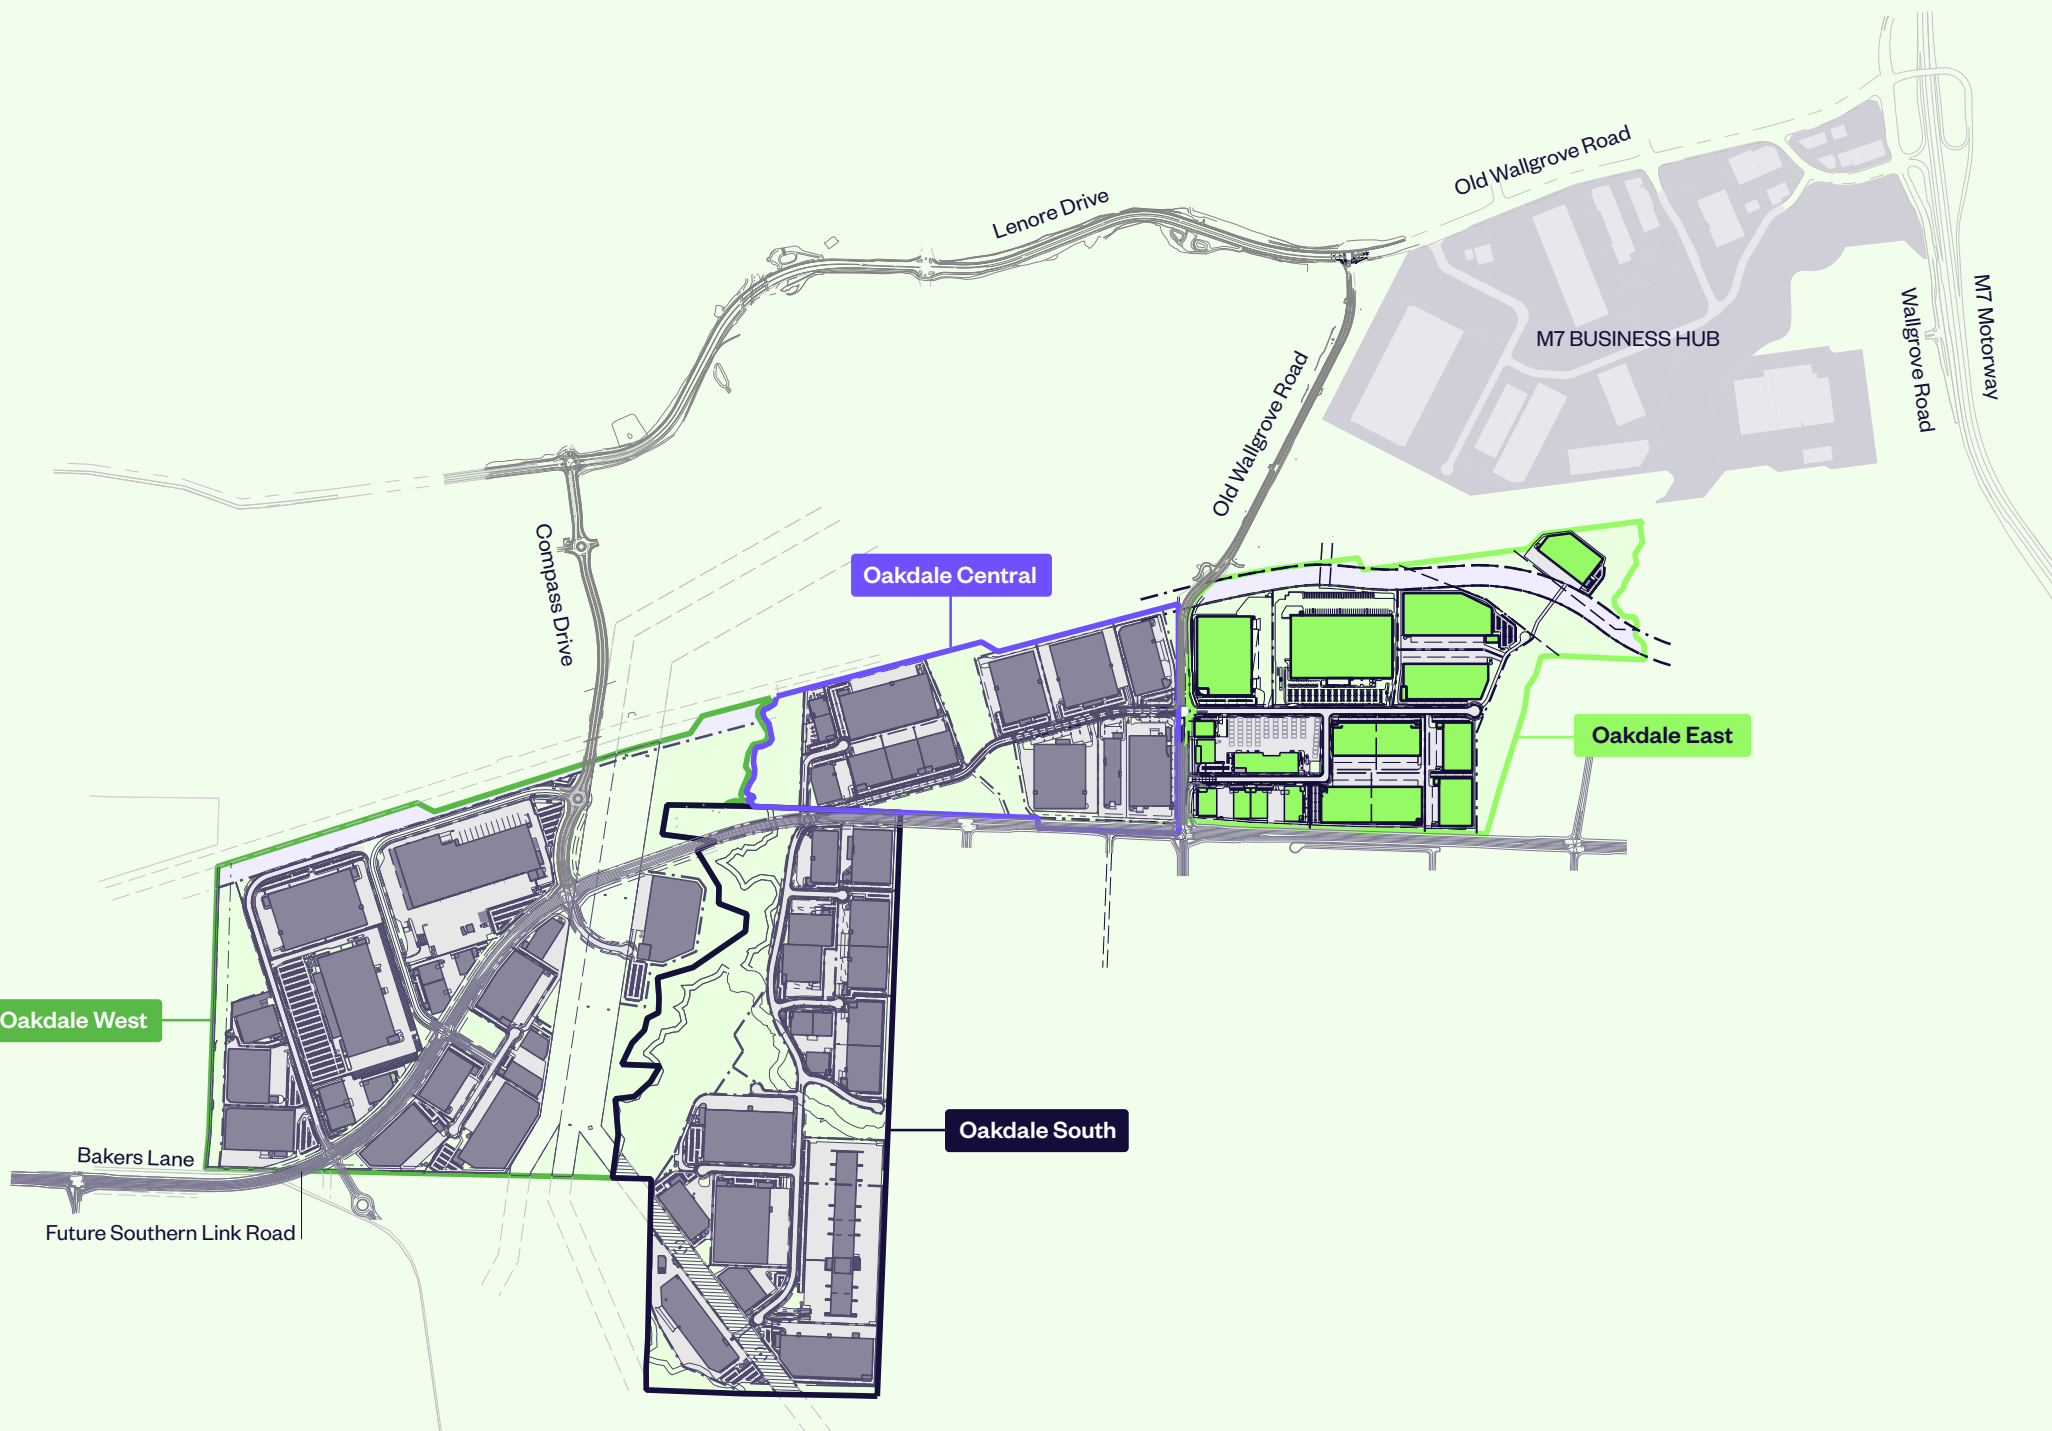 Old Wallgrove Road
Lenore Drive
M7 Motorway
Wallgrove Road
M7 BUSINESS HUB
Old Wallgrove Road
Compass Drive
Oakdale Central
Oakdale East
Oakdale West
Oakdale South
Bakers Lane
Future Southern Link Road